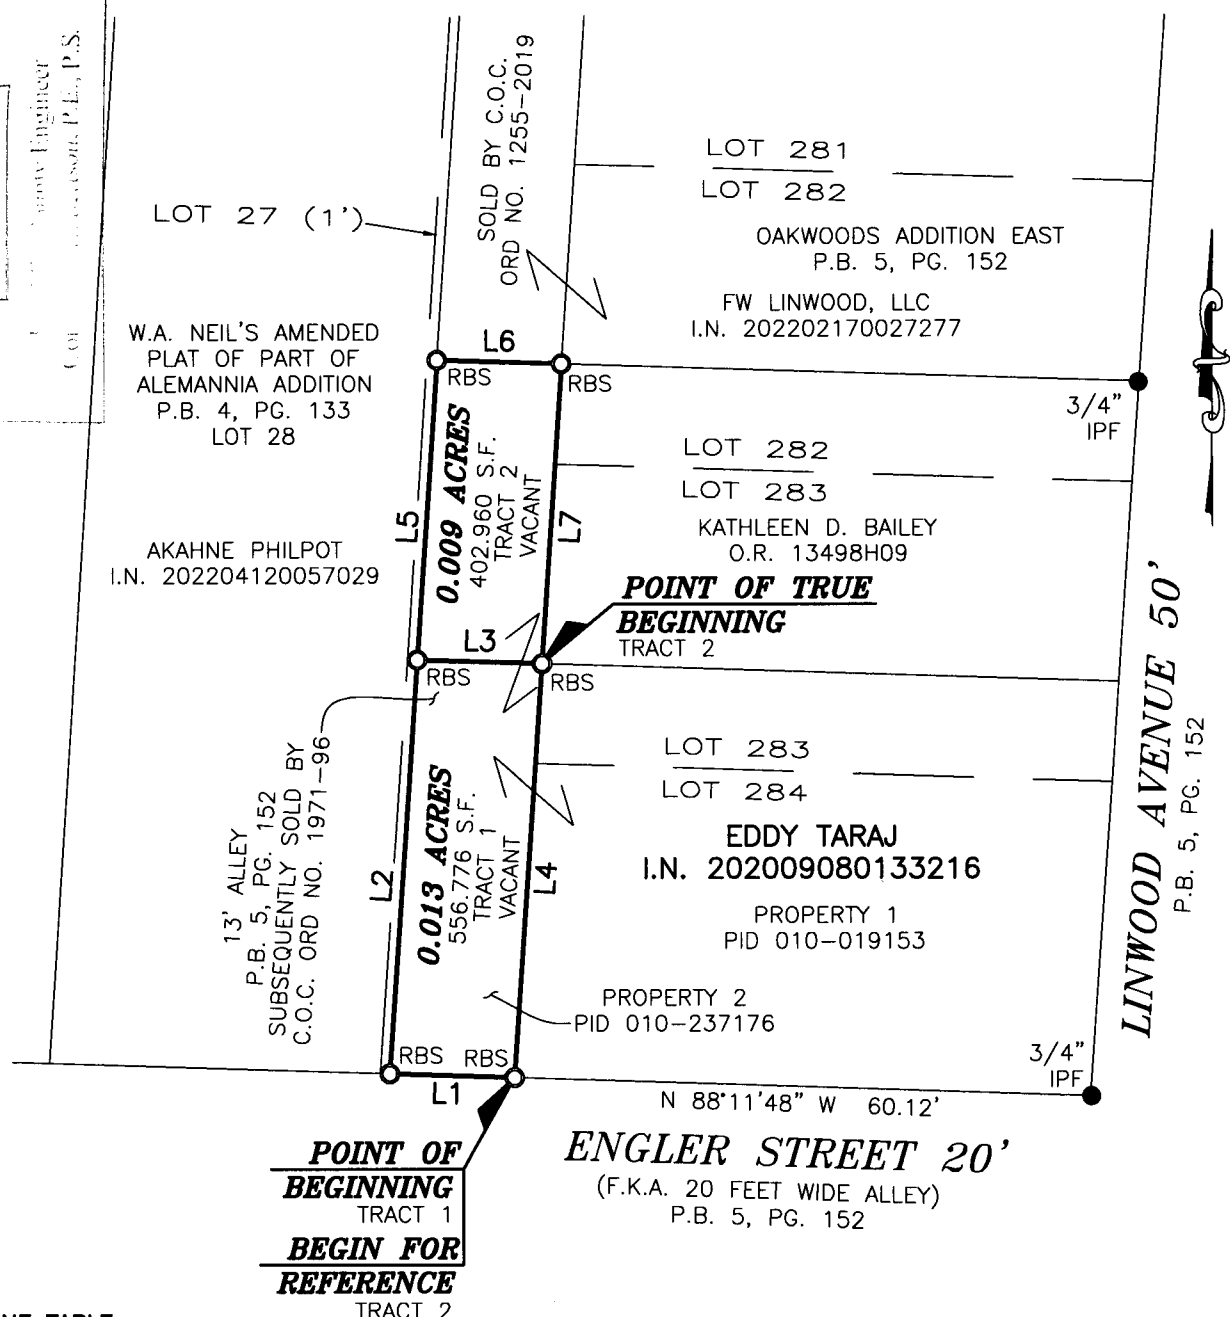 County Engineer
P.E., P.S.
SOLD BY C.O.C.
ORD NO. 1255-2019
LOT 281
LOT 282
LOT 27 (1')
OAKWOODS ADDITION EAST
P.B. 5, PG. 152
FW LINWOOD, LLC
I.N. 202202170027277
W.A. NEIL'S AMENDED
PLAT OF PART OF
ALEMANNIA ADDITION
P.B. 4, PG. 133
LOT 28
L6
RBS
RBS
3/4"
IPF
0.009 ACRES
402.960 S.F.
TRACT 2
VACANT
L5
L7
LOT 282
LOT 283
KATHLEEN D. BAILEY
O.R. 13498H09
AKAHNE PHILPOT
I.N. 202204120057029
POINT OF TRUE
BEGINNING
TRACT 2
L3
RBS
RBS
LINWOOD AVENUE 50'
P.B. 5, PG. 152
13' ALLEY
P.B. 5, PG. 152
SUBSEQUENTLY SOLD BY
C.O.C. ORD NO. 1971-96
L2
0.013 ACRES
556.776 S.F.
TRACT 1
VACANT
L4
LOT 283
LOT 284
EDDY TARAJ
I.N. 202009080133216
PROPERTY 1
PID 010-019153
PROPERTY 2
PID 010-237176
RBS
RBS
L1
3/4"
IPF
N 88°11'48" W 60.12'
ENGLER STREET 20'
(F.K.A. 20 FEET WIDE ALLEY)
P.B. 5, PG. 152
POINT OF
BEGINNING
TRACT 1
BEGIN FOR
REFERENCE
TRACT 2
TABLE